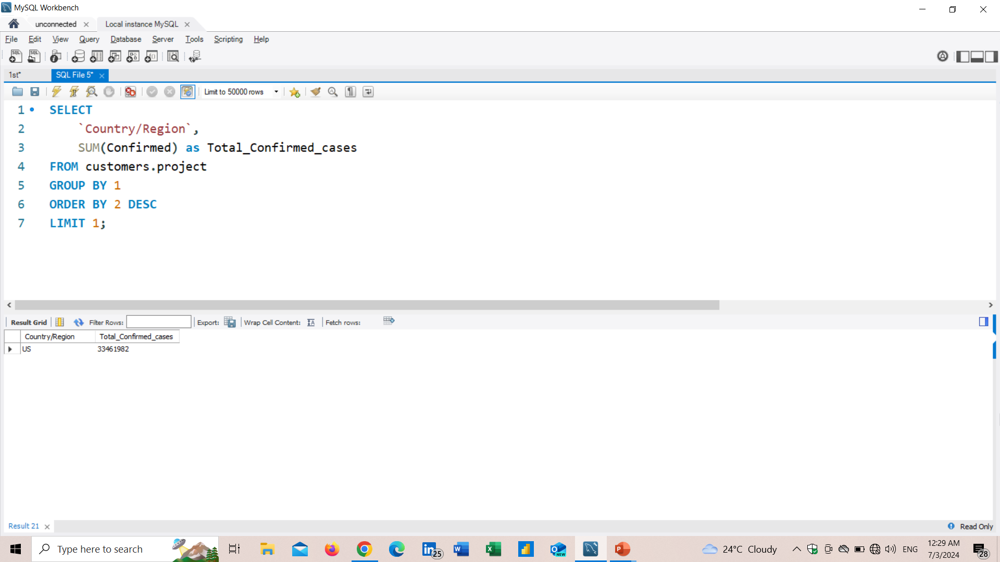 MySQL Workbench
unconnected
Local instance MySQL
File Edit View Query Database Server Tools Scripting Help
1st*
SQL File 5*
Limit to 50000 rows
1 SELECT
2 `Country/Region`,
3 SUM(Confirmed) as Total_Confirmed_cases
4 FROM customers.project
5 GROUP BY 1
6 ORDER BY 2 DESC
7 LIMIT 1;
Result Grid Filter Rows: Export: Wrap Cell Content: Fetch rows:
Country/Region Total_Confirmed_cases
US 33461982
Result 21
Read Only
Type here to search
25
NEW
24°C Cloudy
ENG
12:29 AM
7/3/2024
28